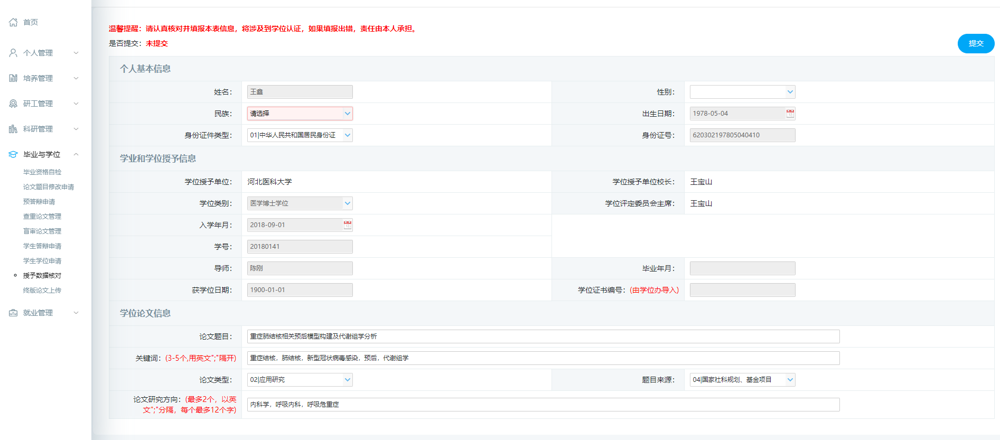 首页
个人管理
培养管理
研工管理
科研管理
毕业与学位
毕业资格自检
论文题目修改申请
预答辩申请
查重论文管理
盲审论文管理
学生答辩申请
学生学位申请
授予数据核对
终版论文上传
就业管理
温馨提醒：请认真核对并填报本表信息，将涉及到学位认证，如果填报出错，责任由本人承担。
是否提交：未提交
提交
个人基本信息
姓名： 王鑫 性别：
民族： 请选择 出生日期： 1978-05-04
身份证件类型： 01|中华人民共和国居民身份证 身份证号： 620302197805040410
学业和学位授予信息
学位授予单位： 河北医科大学 学位授予单位校长： 王宝山
学位类别： 医学博士学位 学位评定委员会主席： 王宝山
入学年月： 2018-09-01
学号： 20180141
导师： 陈刚 毕业年月：
获学位日期： 1900-01-01 学位证书编号：(由学位办导入)
学位论文信息
论文题目： 重症肺结核相关预后模型构建及代谢组学分析
关键词：(3-5个,用英文";"隔开) 重症结核，肺结核，新型冠状病毒感染，预后，代谢组学
论文类型： 02|应用研究 题目来源： 04|国家社科规划、基金项目
论文研究方向：(最多2个，以英
文";"分隔，每个最多12个字) 内科学，呼吸内科，呼吸危重症